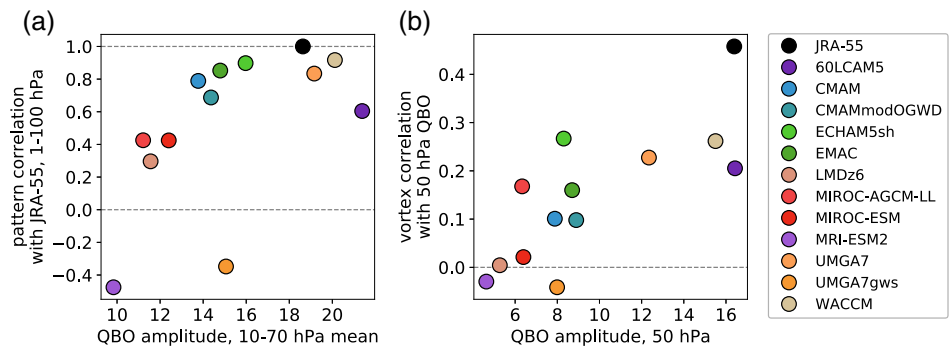 (a)
pattern correlation
with JRA-55, 1-100 hPa
1.0
0.8
0.6
0.4
0.2
0.0
−0.2
−0.4
10 12 14 16 18 20
QBO amplitude, 10-70 hPa mean
(b)
vortex correlation
with 50 hPa QBO
0.4
0.3
0.2
0.1
0.0
6 8 10 12 14 16
QBO amplitude, 50 hPa
JRA-55
60LCAM5
CMAM
CMAMmodOGWD
ECHAM5sh
EMAC
LMDz6
MIROC-AGCM-LL
MIROC-ESM
MRI-ESM2
UMGA7
UMGA7gws
WACCM